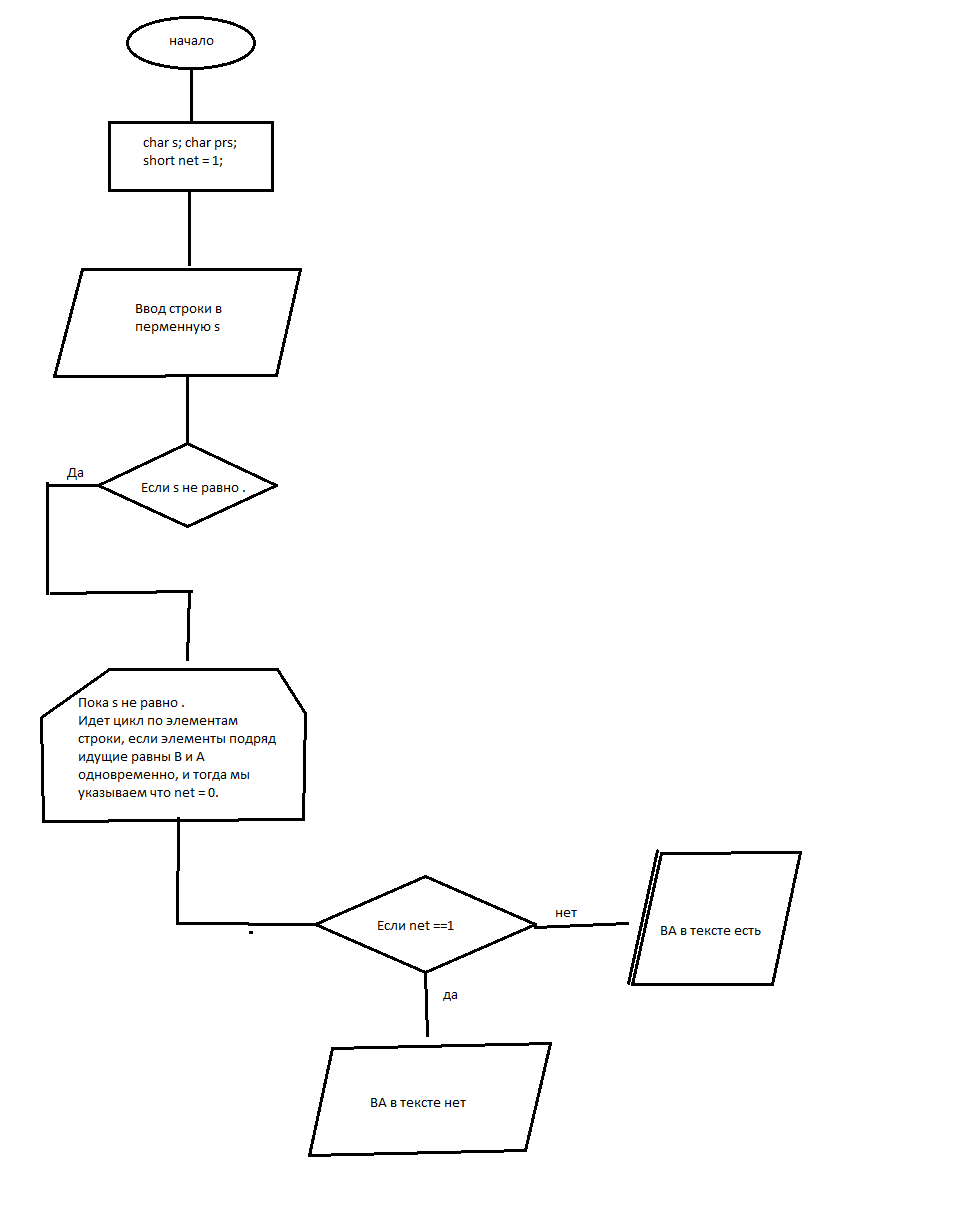 начало
char s; char prs;
short net = 1;
Ввод строки в
перменную s
Да
Если s не равно .
Пока s не равно .
Идет цикл по элементам
строки, если элементы подряд
идущие равны В и А
одновременно, и тогда мы
указываем что net = 0.
Если net ==1
нет
ВА в тексте есть
да
ВА в тексте нет